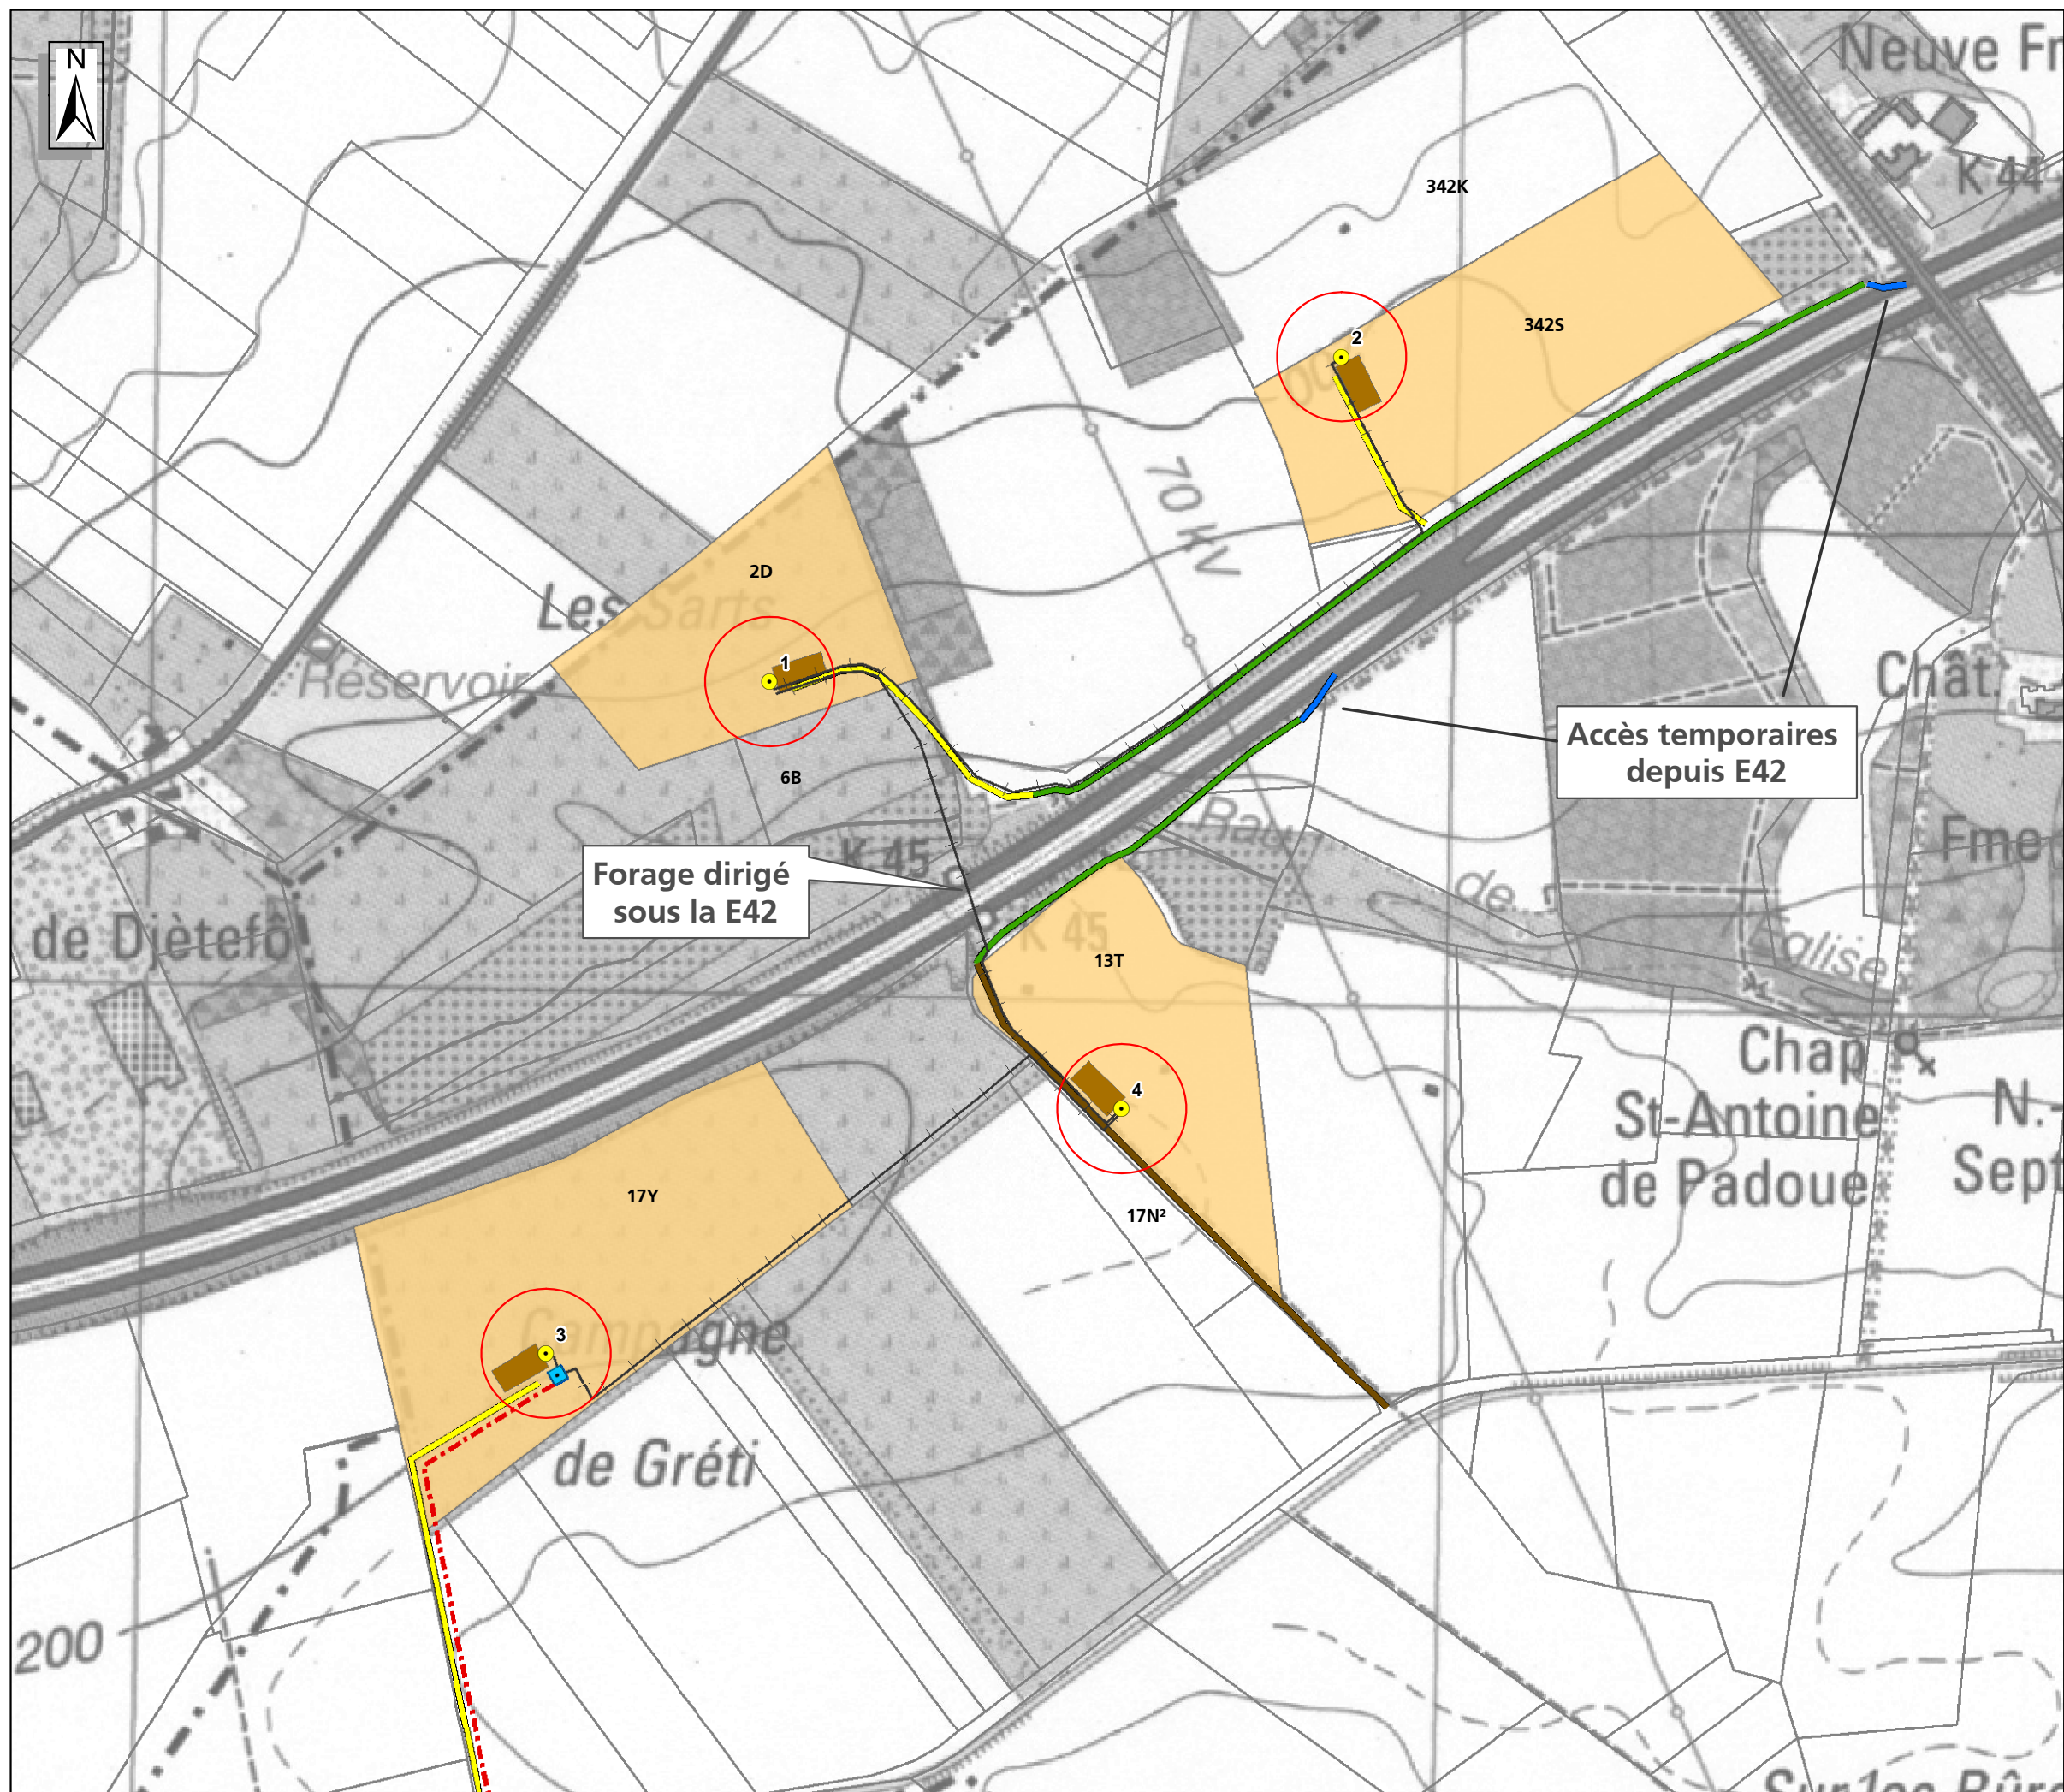 N
Neuve Fr
K 44
342K
342S
2
70 KV
2D
Les Sarts
1
Réservoir
6B
Chât.
Accès temporaires
depuis E42
Forage dirigé
sous la E42
K 45
Rau
de
l'Eglise
Fme
de Djètefô
K 45
13T
4
Chap
St-Antoine
de Padoue
N.-
Sept
17Y
17N²
3
Campagne
de Gréti
200